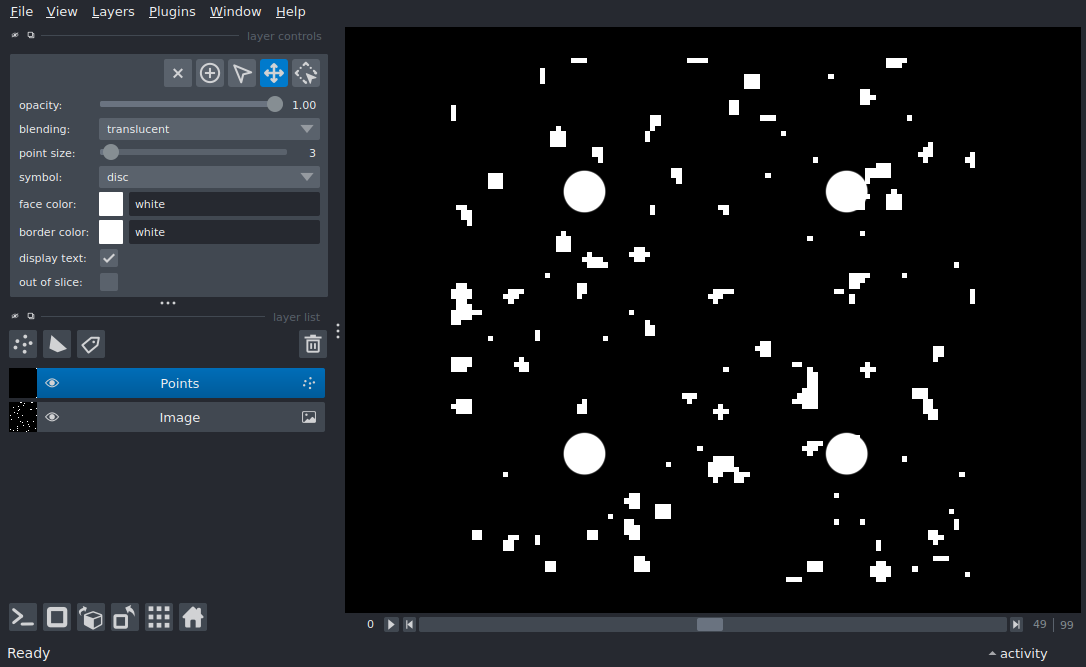 File View Layers Plugins Window Help
layer controls
opacity: 1.00
blending: translucent
point size: 3
symbol: disc
face color: white
border color: white
display text:
out of slice:
layer list
Points
Image
0 49 99
Ready activity